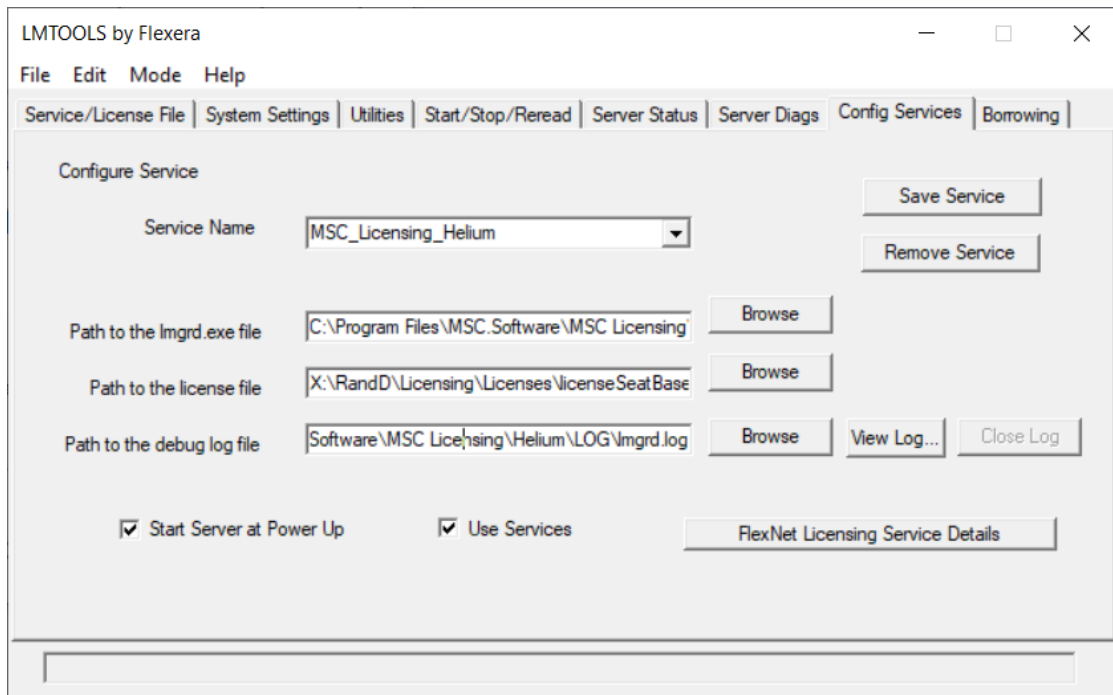 LMTOOLS by Flexera
File Edit Mode Help
Service/License File System Settings Utilities Start/Stop/Reread Server Status Server Diags Config Services Borrowing
Configure Service
Save Service
Service Name MSC_Licensing_Helium
Remove Service
Path to the lmgrd.exe file C:\Program Files\MSC.Software\MSC Licensing\ Browse
Path to the license file X:\RandD\Licensing\Licenses\licenseSeatBase Browse
Path to the debug log file Software\MSC Licensing\Helium\LOG\lmgrd.log Browse View Log... Close Log
Start Server at Power Up Use Services FlexNet Licensing Service Details